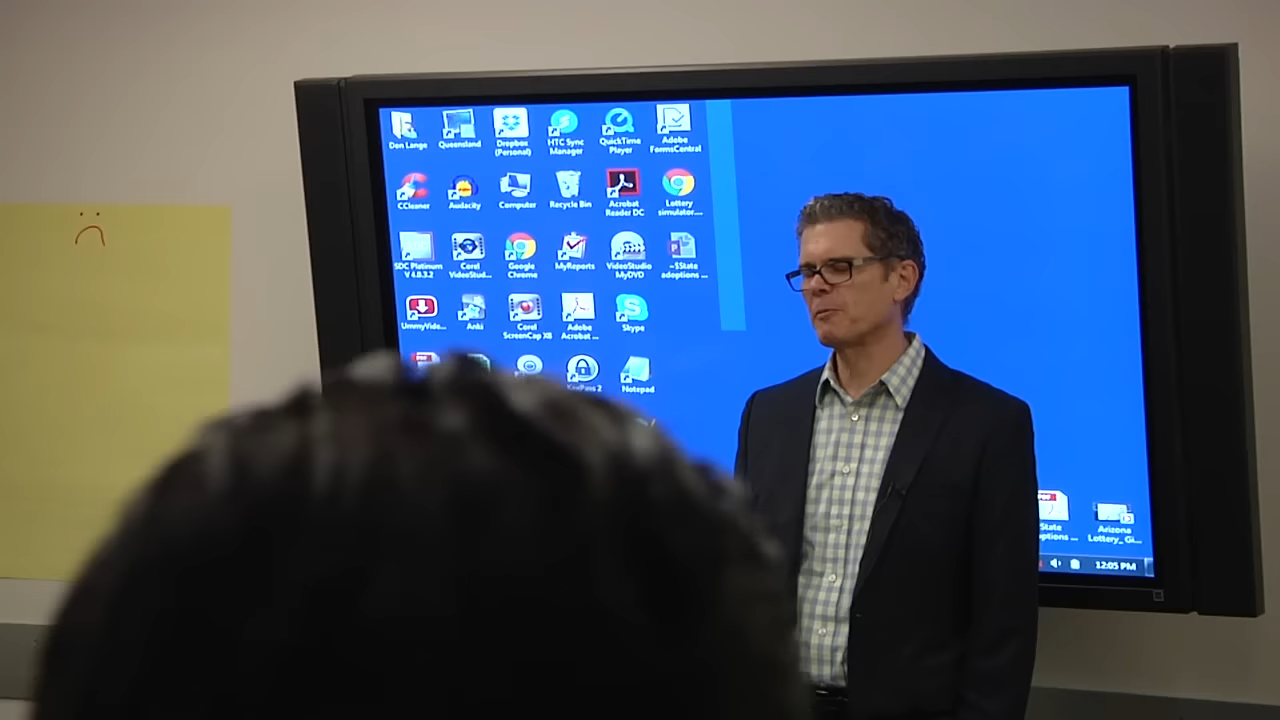 Don Lange
Queensland
Dropbox
(Personal)
HTC Sync
Manager
QuickTime
Player
Adobe
FormsCentral
CCleaner
Audacity
Computer
Recycle Bin
Acrobat
Reader DC
Lottery
simulator....
SDC Platinum
V 4.0.3.2
Corel
VideoStud...
Google
Chrome
MyReports
VideoStudio
MyDVD
~$State
adoptions ...
UmmyVide...
Anki
Corel
ScreenCap X8
Adobe
Acrobat ...
Skype
Pass 2
Notepad
State
ptions ...
Arizona
Lottery_ Gi...
12:05 PM